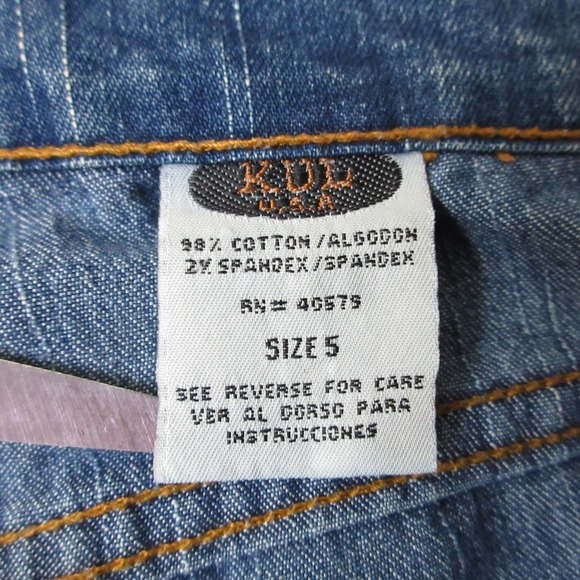 KUL
U.S.A
98% COTTON/ALGODON
2% SPANDEX/SPANDEX
RN# 40979
SIZE 5
SEE REVERSE FOR CARE
VER AL DORSO PARA
INSTRUCCIONES